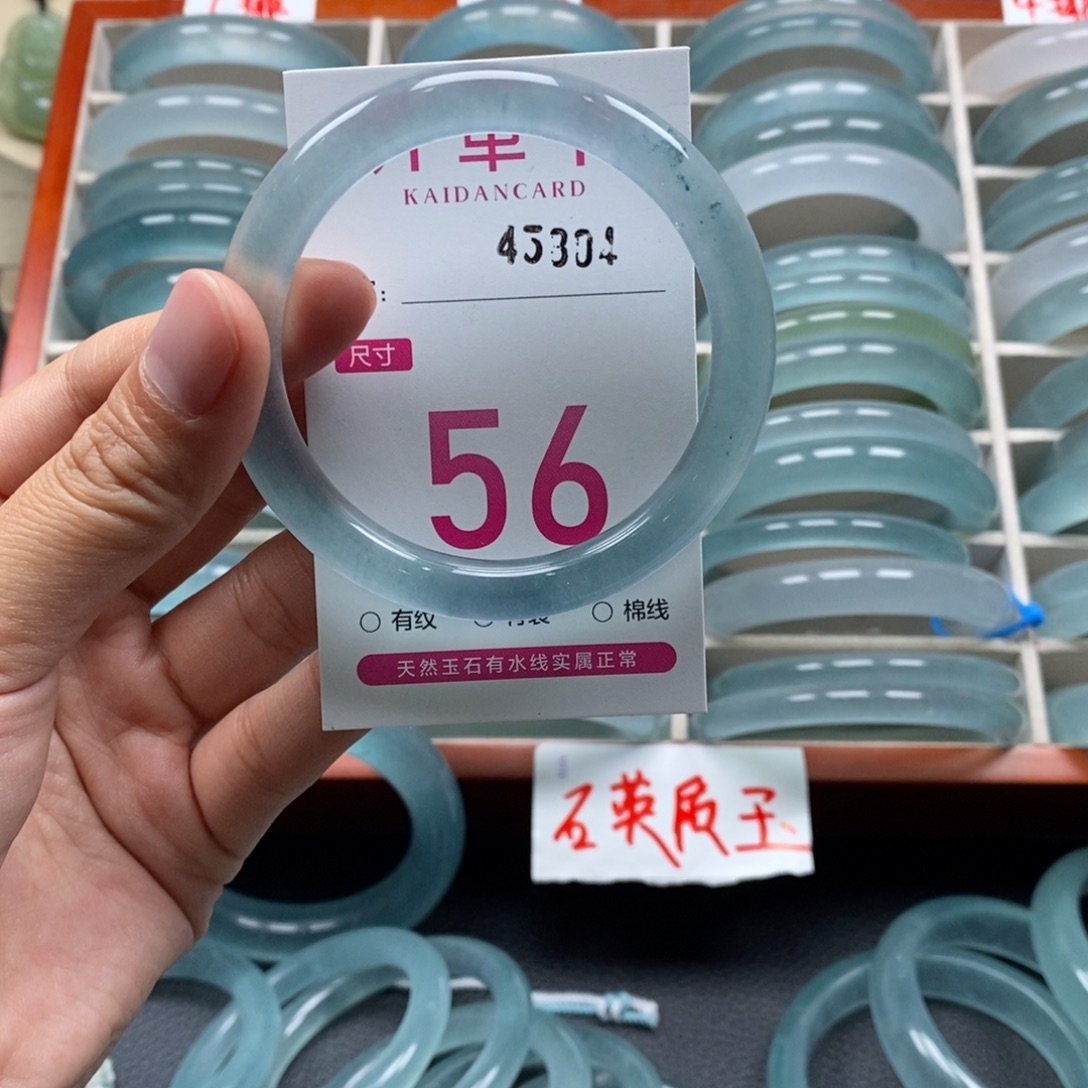 KAIDANCARD
45304
尺寸
56
○ 有纹 ○ 棉线
天然玉石有水线实属正常
石英质玉